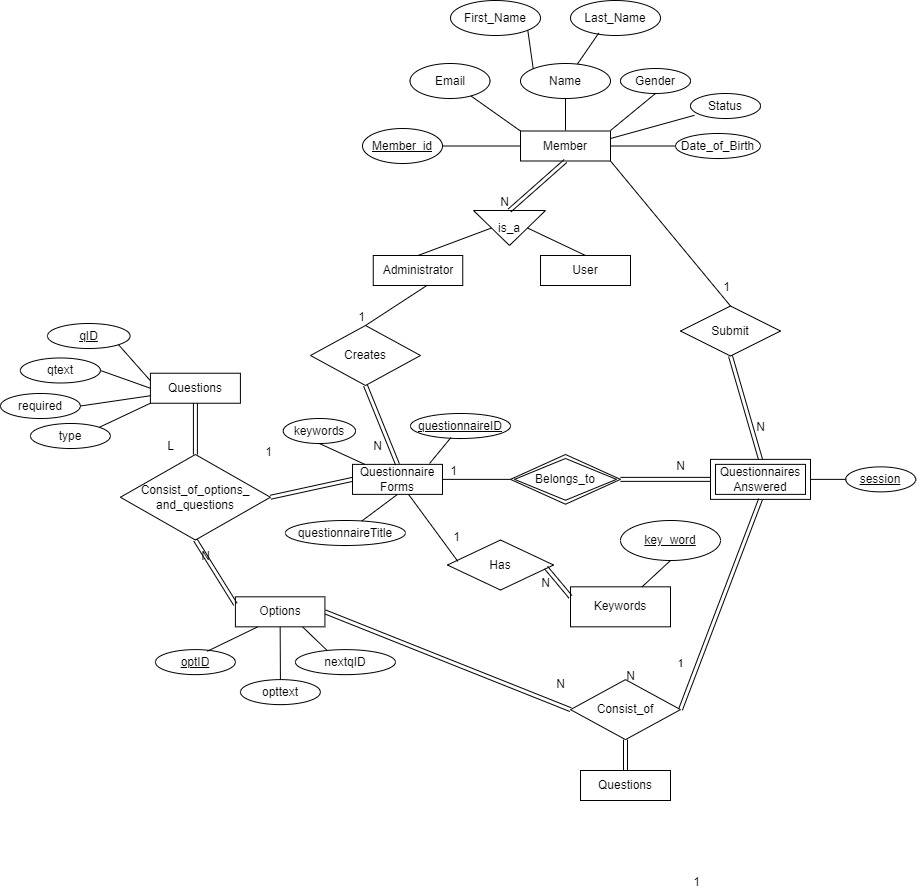 First_Name
Last_Name
Email
Name
Gender
Status
Member_id
Member
Date_of_Birth
N
is_a
Administrator
User
1
1
qID
Creates
Submit
qtext
Questions
required
type
keywords
questionnaireID
L
1
N
N
Questionnaire
Forms
1
Belongs_to
N
Questionnaires
Answered
session
Consist_of_options_
and_questions
questionnaireTitle
1
key_word
N
Has
N
Options
Keywords
optID
nextqID
opttext
1
N
N
Consist_of
Questions
1